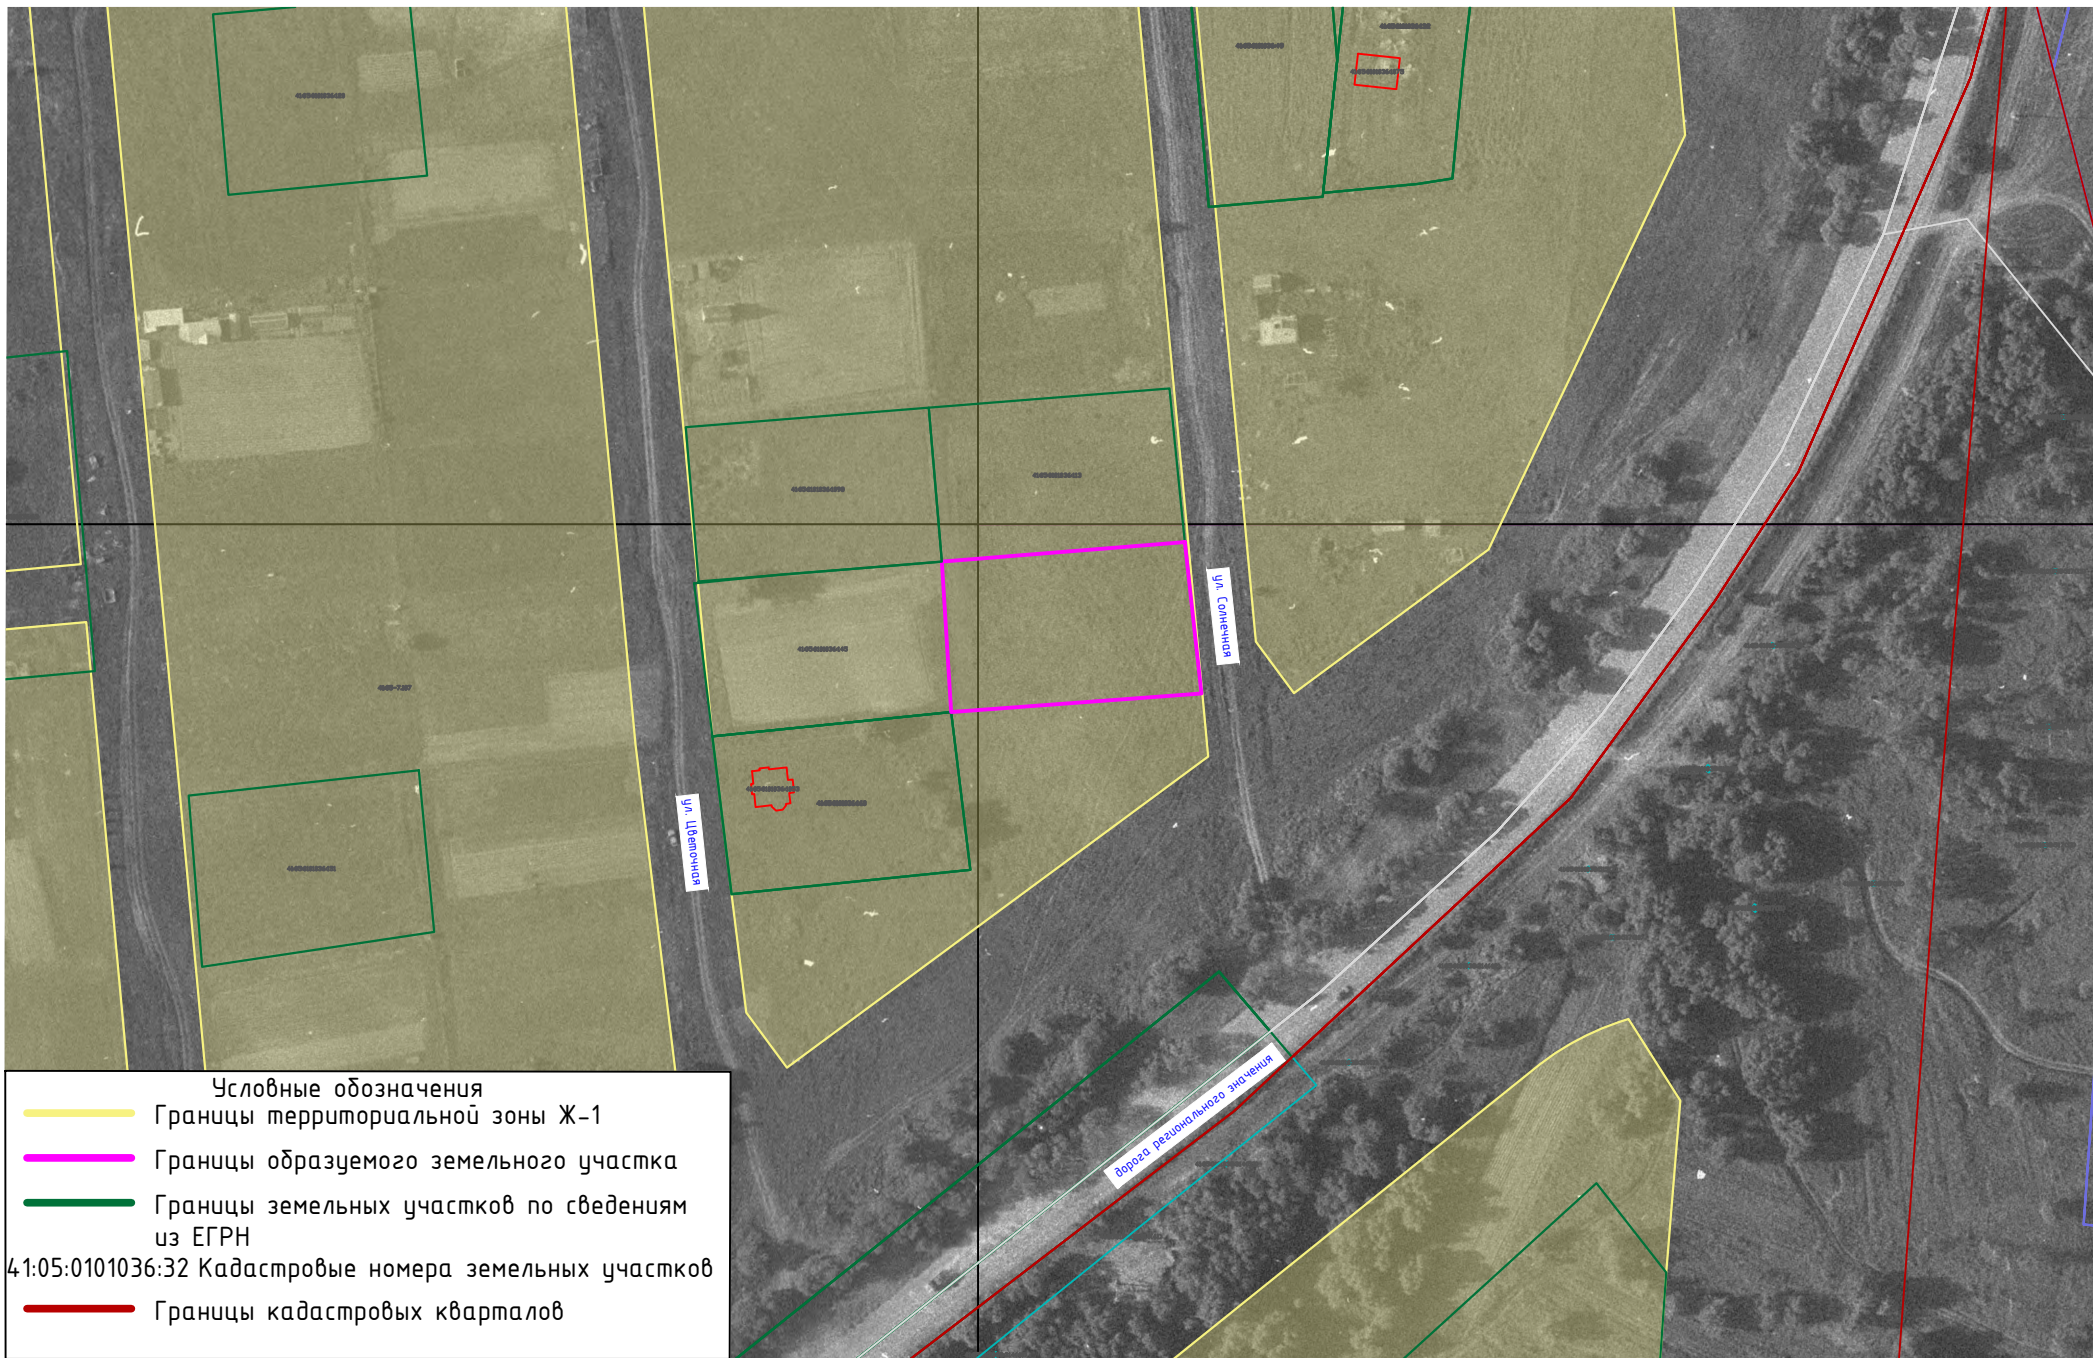 ул. Солнечная
ул. Цветочная
дорога регионального значения
Условные обозначения
Границы территориальной зоны Ж-1
Границы образуемого земельного участка
Границы земельных участков по сведениям
из ЕГРН
41:05:0101036:32 Кадастровые номера земельных участков
Границы кадастровых кварталов